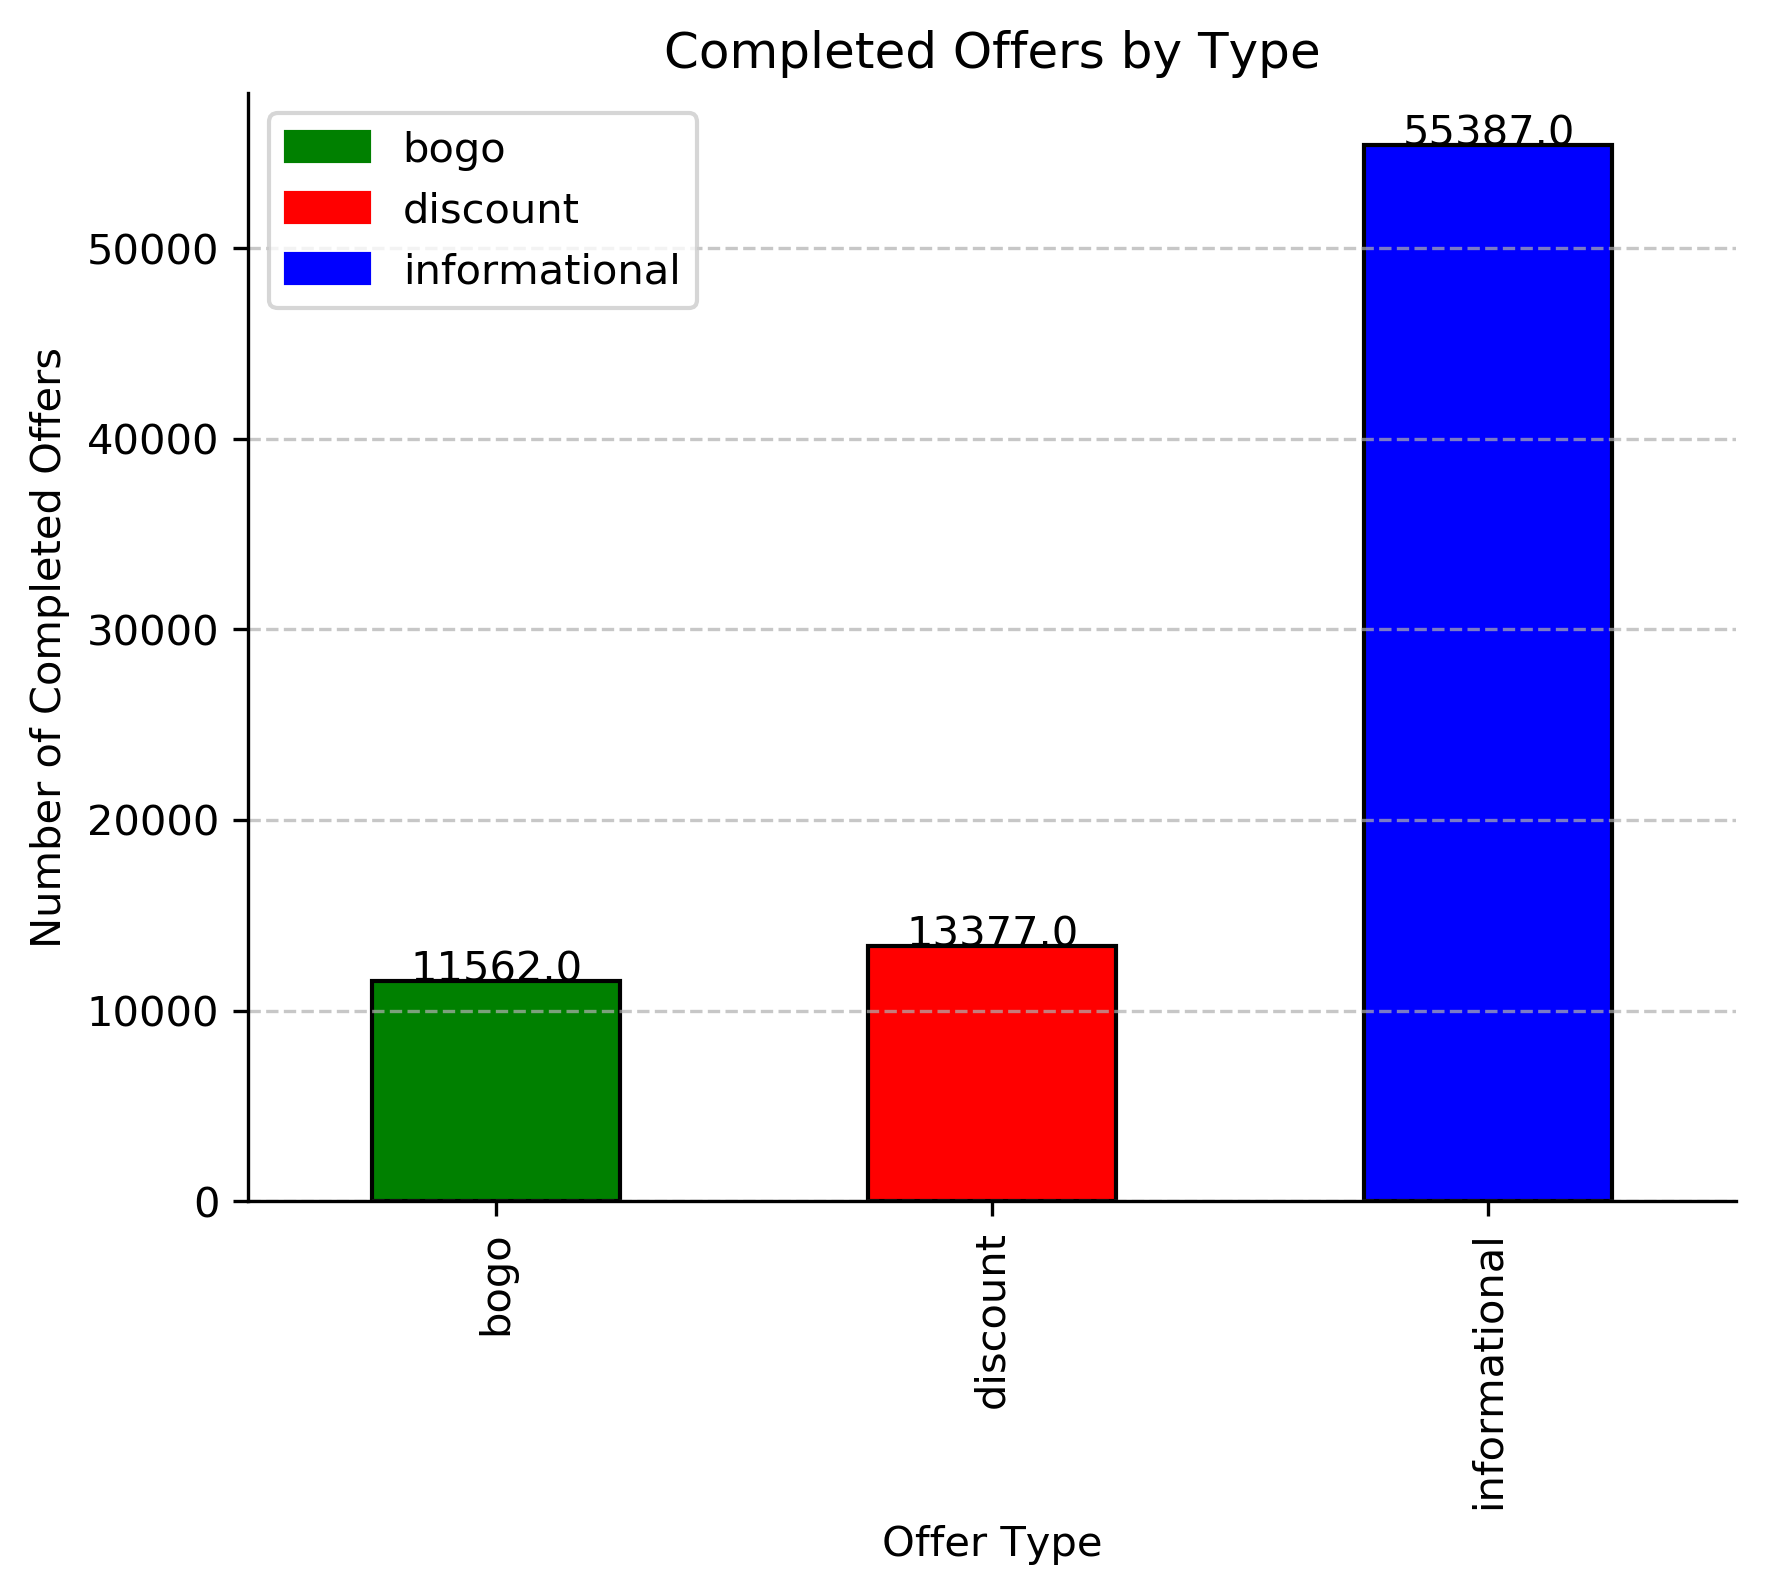 Completed Offers by Type
bogo
discount
informational
55387.0
13377.0
11562.0
50000
40000
30000
20000
10000
0
Number of Completed Offers
bogo
discount
informational
Offer Type